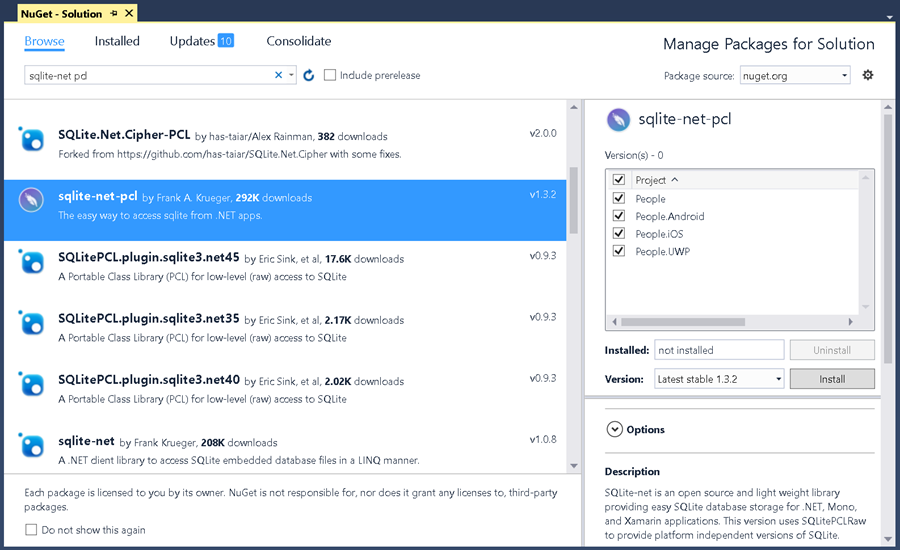 NuGet - Solution
Browse Installed Updates 10 Consolidate
Manage Packages for Solution
sqlite-net pd
Include prerelease
Package source: nuget.org
SQLite.Net.Cipher-PCL by has-taiar/Alex Rainman, 382 downloads v2.0.0
Forked from https://github.com/has-taiar/SQLite.Net.Cipher with some fixes.
sqlite-net-pcl by Frank A. Krueger, 292K downloads v1.3.2
The easy way to access sqlite from .NET apps.
SQLitePCL.plugin.sqlite3.net45 by Eric Sink, et al, 17.6K downloads v0.9.3
A Portable Class Library (PCL) for low-level (raw) access to SQLite
SQLitePCL.plugin.sqlite3.net35 by Eric Sink, et al, 2.17K downloads v0.9.3
A Portable Class Library (PCL) for low-level (raw) access to SQLite
SQLitePCL.plugin.sqlite3.net40 by Eric Sink, et al, 2.02K downloads v0.9.3
A Portable Class Library (PCL) for low-level (raw) access to SQLite
sqlite-net by Frank Krueger, 208K downloads v1.0.8
A .NET client library to access SQLite embedded database files in a LINQ manner.
Each package is licensed to you by its owner. NuGet is not responsible for, nor does it grant any licenses to, third-party
packages.
Do not show this again
sqlite-net-pcl
Version(s) - 0
Project
People
People.Android
People.iOS
People.UWP
Installed: not installed Uninstall
Version: Latest stable 1.3.2 Install
Options
Description
SQLite-net is an open source and light weight library
providing easy SQLite database storage for .NET, Mono,
and Xamarin applications. This version uses SQLitePCLRaw
to provide platform independent versions of SQLite.